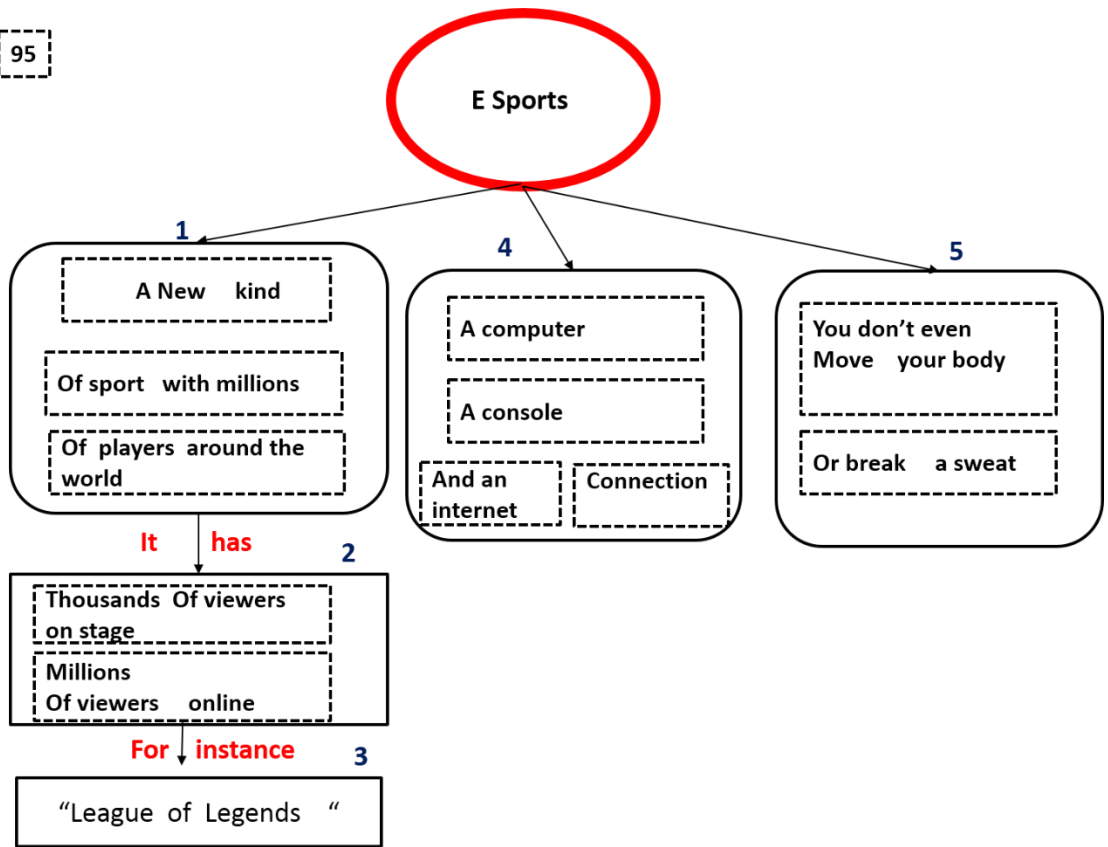 95
E Sports
1
A New kind
Of sport with millions
Of players around the
world
It has
2
Thousands Of viewers
on stage
Millions
Of viewers online
For instance
3
“League of Legends “
4
A computer
A console
And an
internet
Connection
5
You don’t even
Move your body
Or break a sweat